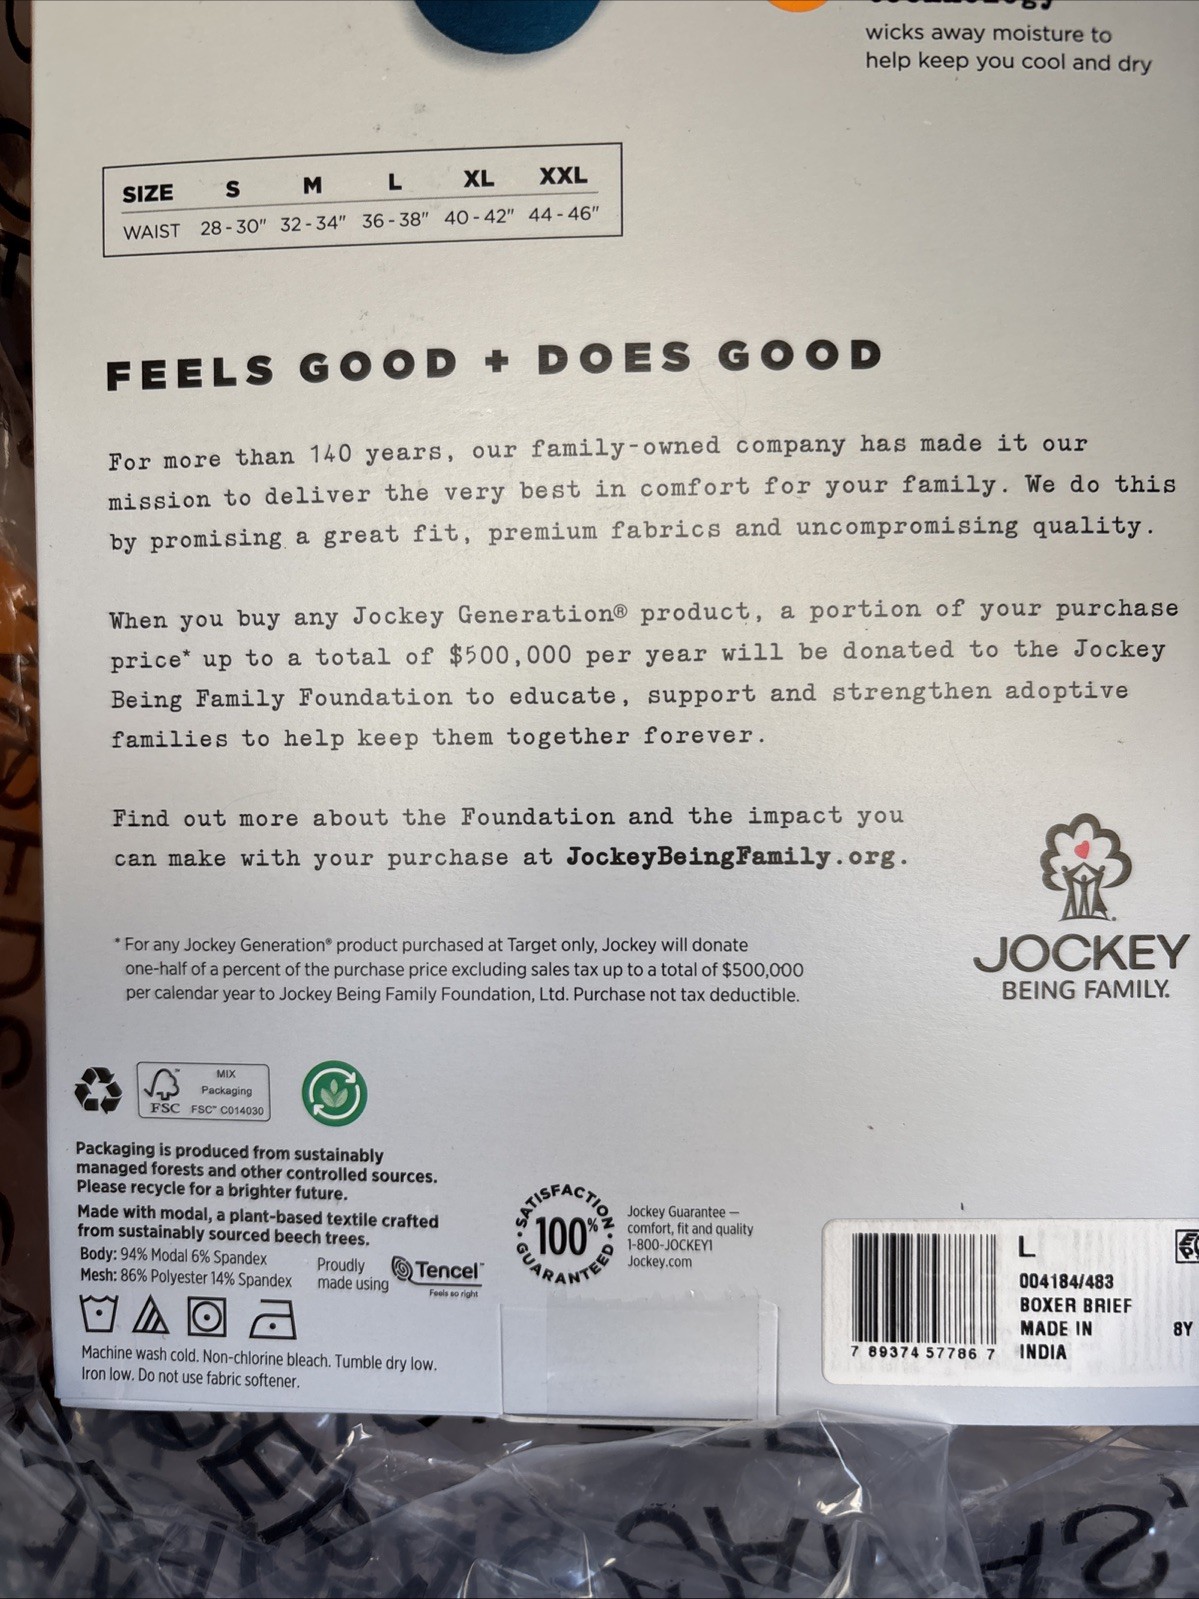 wicks away moisture to
help keep you cool and dry
SIZE S M L XL XXL
WAIST 28-30" 32-34" 36-38" 40-42" 44-46"
FEELS GOOD + DOES GOOD
For more than 140 years, our family-owned company has made it our
mission to deliver the very best in comfort for your family. We do this
by promising a great fit, premium fabrics and uncompromising quality.
When you buy any Jockey Generation® product, a portion of your purchase
price* up to a total of $500,000 per year will be donated to the Jockey
Being Family Foundation to educate, support and strengthen adoptive
families to help keep them together forever.
Find out more about the Foundation and the impact you
can make with your purchase at JockeyBeingFamily.org.
JOCKEY
BEING FAMILY.
* For any Jockey Generation® product purchased at Target only, Jockey will donate
one-half of a percent of the purchase price excluding sales tax up to a total of $500,000
per calendar year to Jockey Being Family Foundation, Ltd. Purchase not tax deductible.
MIX
Packaging
FSC FSC™ C014030
Packaging is produced from sustainably
managed forests and other controlled sources.
Please recycle for a brighter future.
Made with modal, a plant-based textile crafted
from sustainably sourced beech trees.
Body: 94% Modal 6% Spandex
Mesh: 86% Polyester 14% Spandex
Proudly
made using
Tencel™
Feels so right
Machine wash cold. Non-chlorine bleach. Tumble dry low.
Iron low. Do not use fabric softener.
SATISFACTION
100%
GUARANTEED
Jockey Guarantee —
comfort, fit and quality
1-800-JOCKEY1
Jockey.com
7 89374 57786 7
L
004184/483
BOXER BRIEF
MADE IN
INDIA
8Y